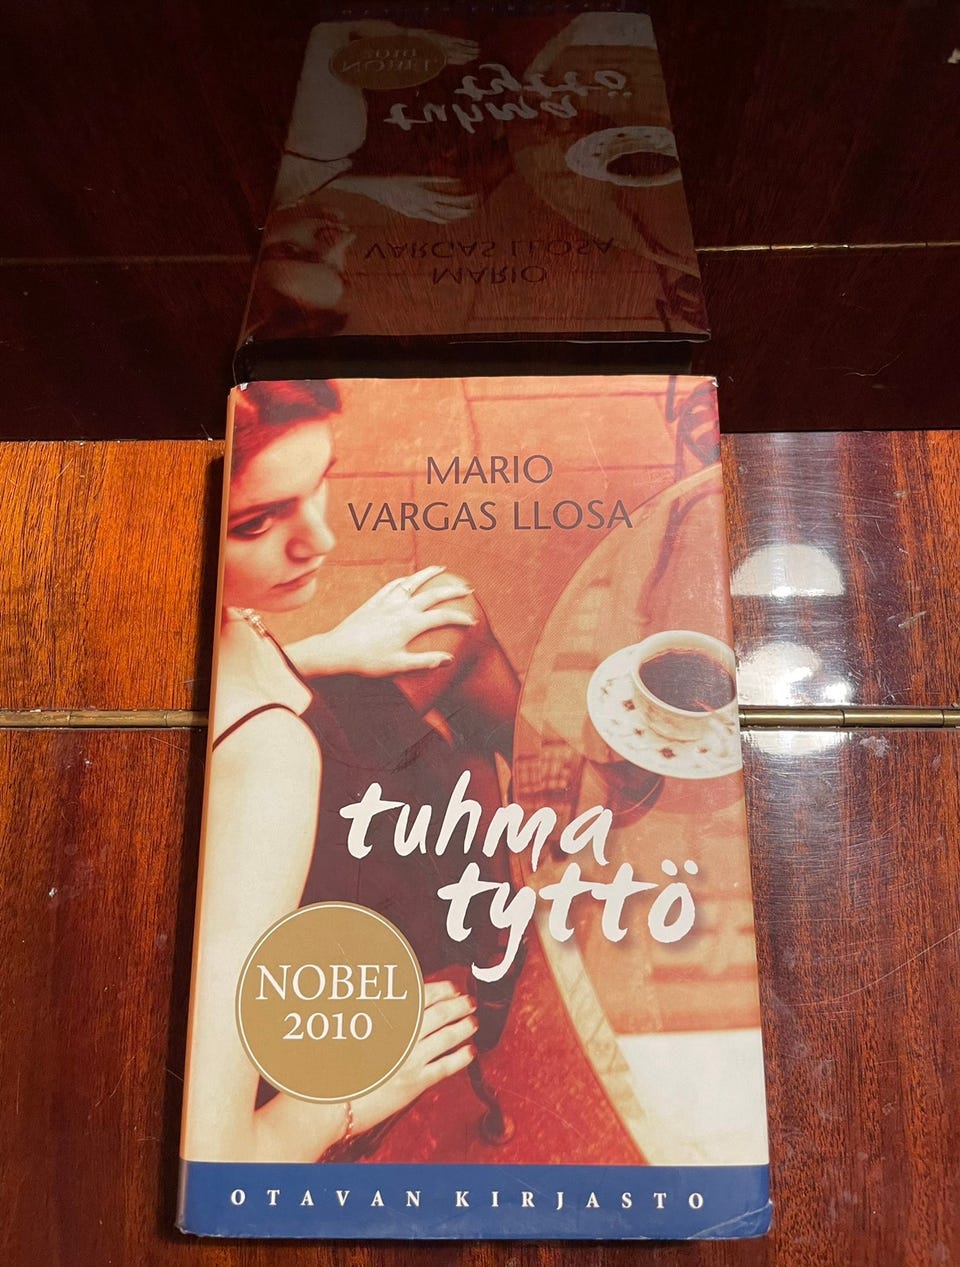 MARIO
VARGAS LLOSA
tuhma
tyttö
NOBEL
2010
OTAVAN KIRJASTO